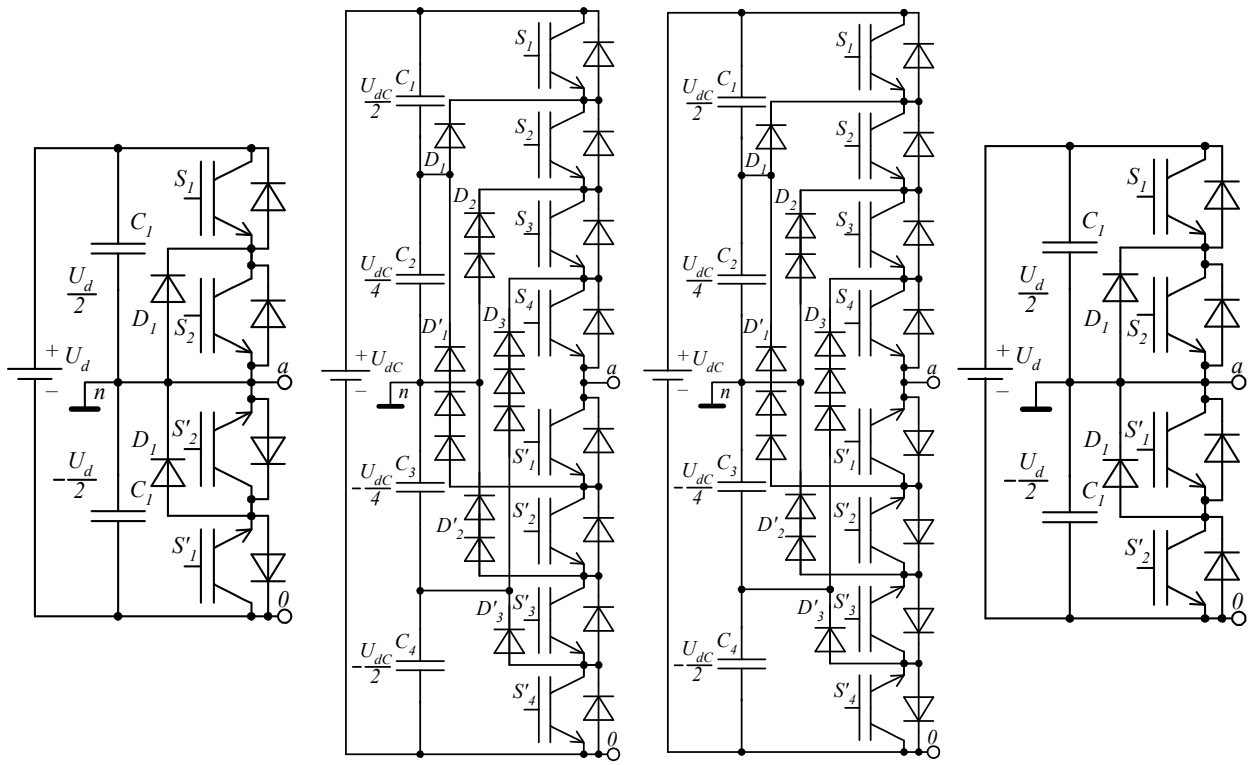 S1
C1
Ud
2
D1
S2
+
Ud
−
n
a
D1
S'2
−Ud
2
C1
S'1
0
S1
UdC
2
C1
S2
D1
D2
S3
UdC
4
C2
S4
D'1
D3
+
UdC
−
n
a
S'1
−UdC
4
C3
S'2
D'2
S'3
D'3
−UdC
2
C4
S'4
0
S1
UdC
2
C1
S2
D1
D2
S3
UdC
4
C2
S4
D'1
D3
+
UdC
−
n
a
S'1
−UdC
4
C3
S'2
D'2
S'3
D'3
−UdC
2
C4
S'4
0
S1
C1
Ud
2
D1
S2
+
Ud
−
n
a
D1
S'1
−Ud
2
C1
S'2
0